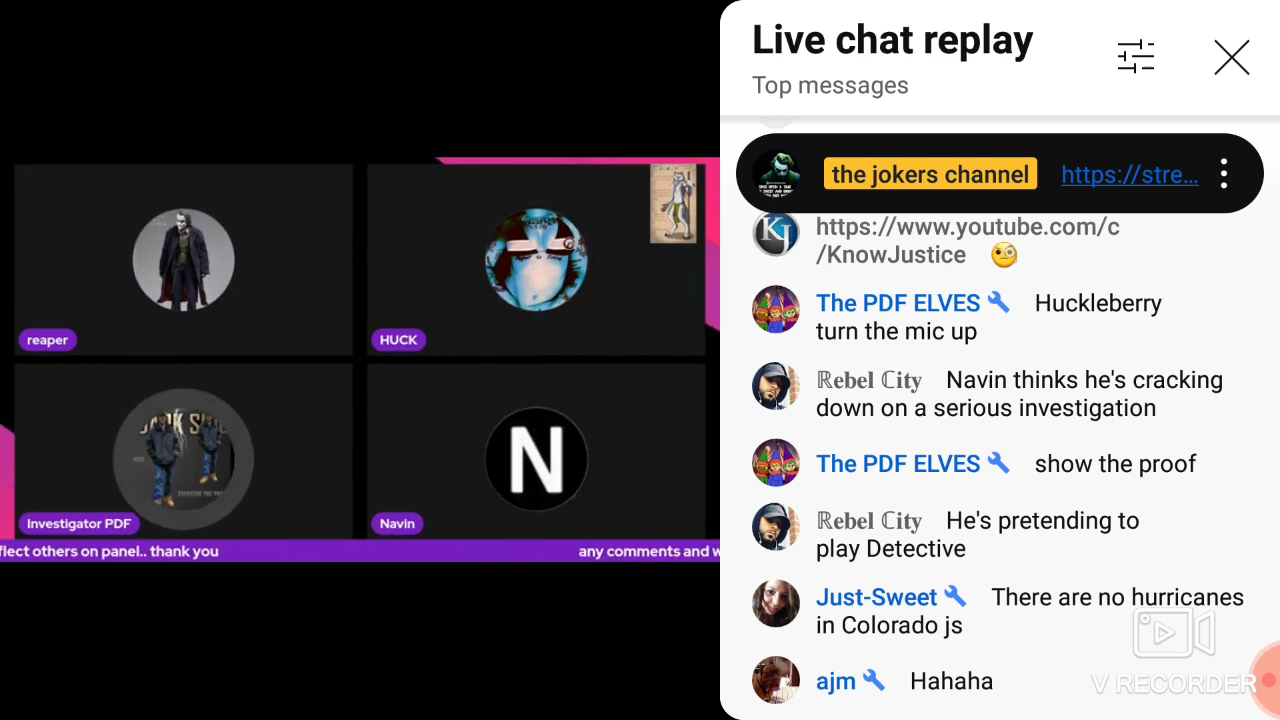 Live chat replay
Top messages
the jokers channel https://stre...
https://www.youtube.com/c
/KnowJustice
The PDF ELVES Huckleberry
turn the mic up
ℝ𝐞𝐛𝐞𝐥 ℂ𝐢𝐭𝐲 Navin thinks he's cracking
down on a serious investigation
The PDF ELVES show the proof
ℝ𝐞𝐛𝐞𝐥 ℂ𝐢𝐭𝐲 He's pretending to
play Detective
Just-Sweet There are no hurricanes
in Colorado js
ajm Hahaha
reaper
HUCK
Investigator PDF
Navin
N
KJ
flect others on panel.. thank you
any comments and w
V RECORDER